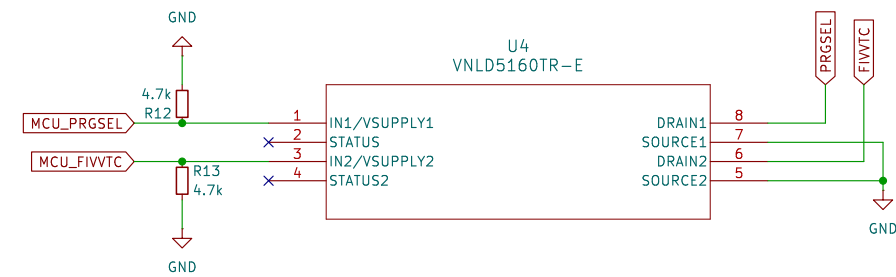 GND
U4
VNLD5160TR-E
PRGSEL
FIVVTC
4.7k
R12
MCU_PRGSEL
1
IN1/VSUPPLY1
DRAIN1
8
2
STATUS
SOURCE1
7
MCU_FIVVTC
3
IN2/VSUPPLY2
DRAIN2
6
R13
4.7k
4
STATUS2
SOURCE2
5
GND
GND